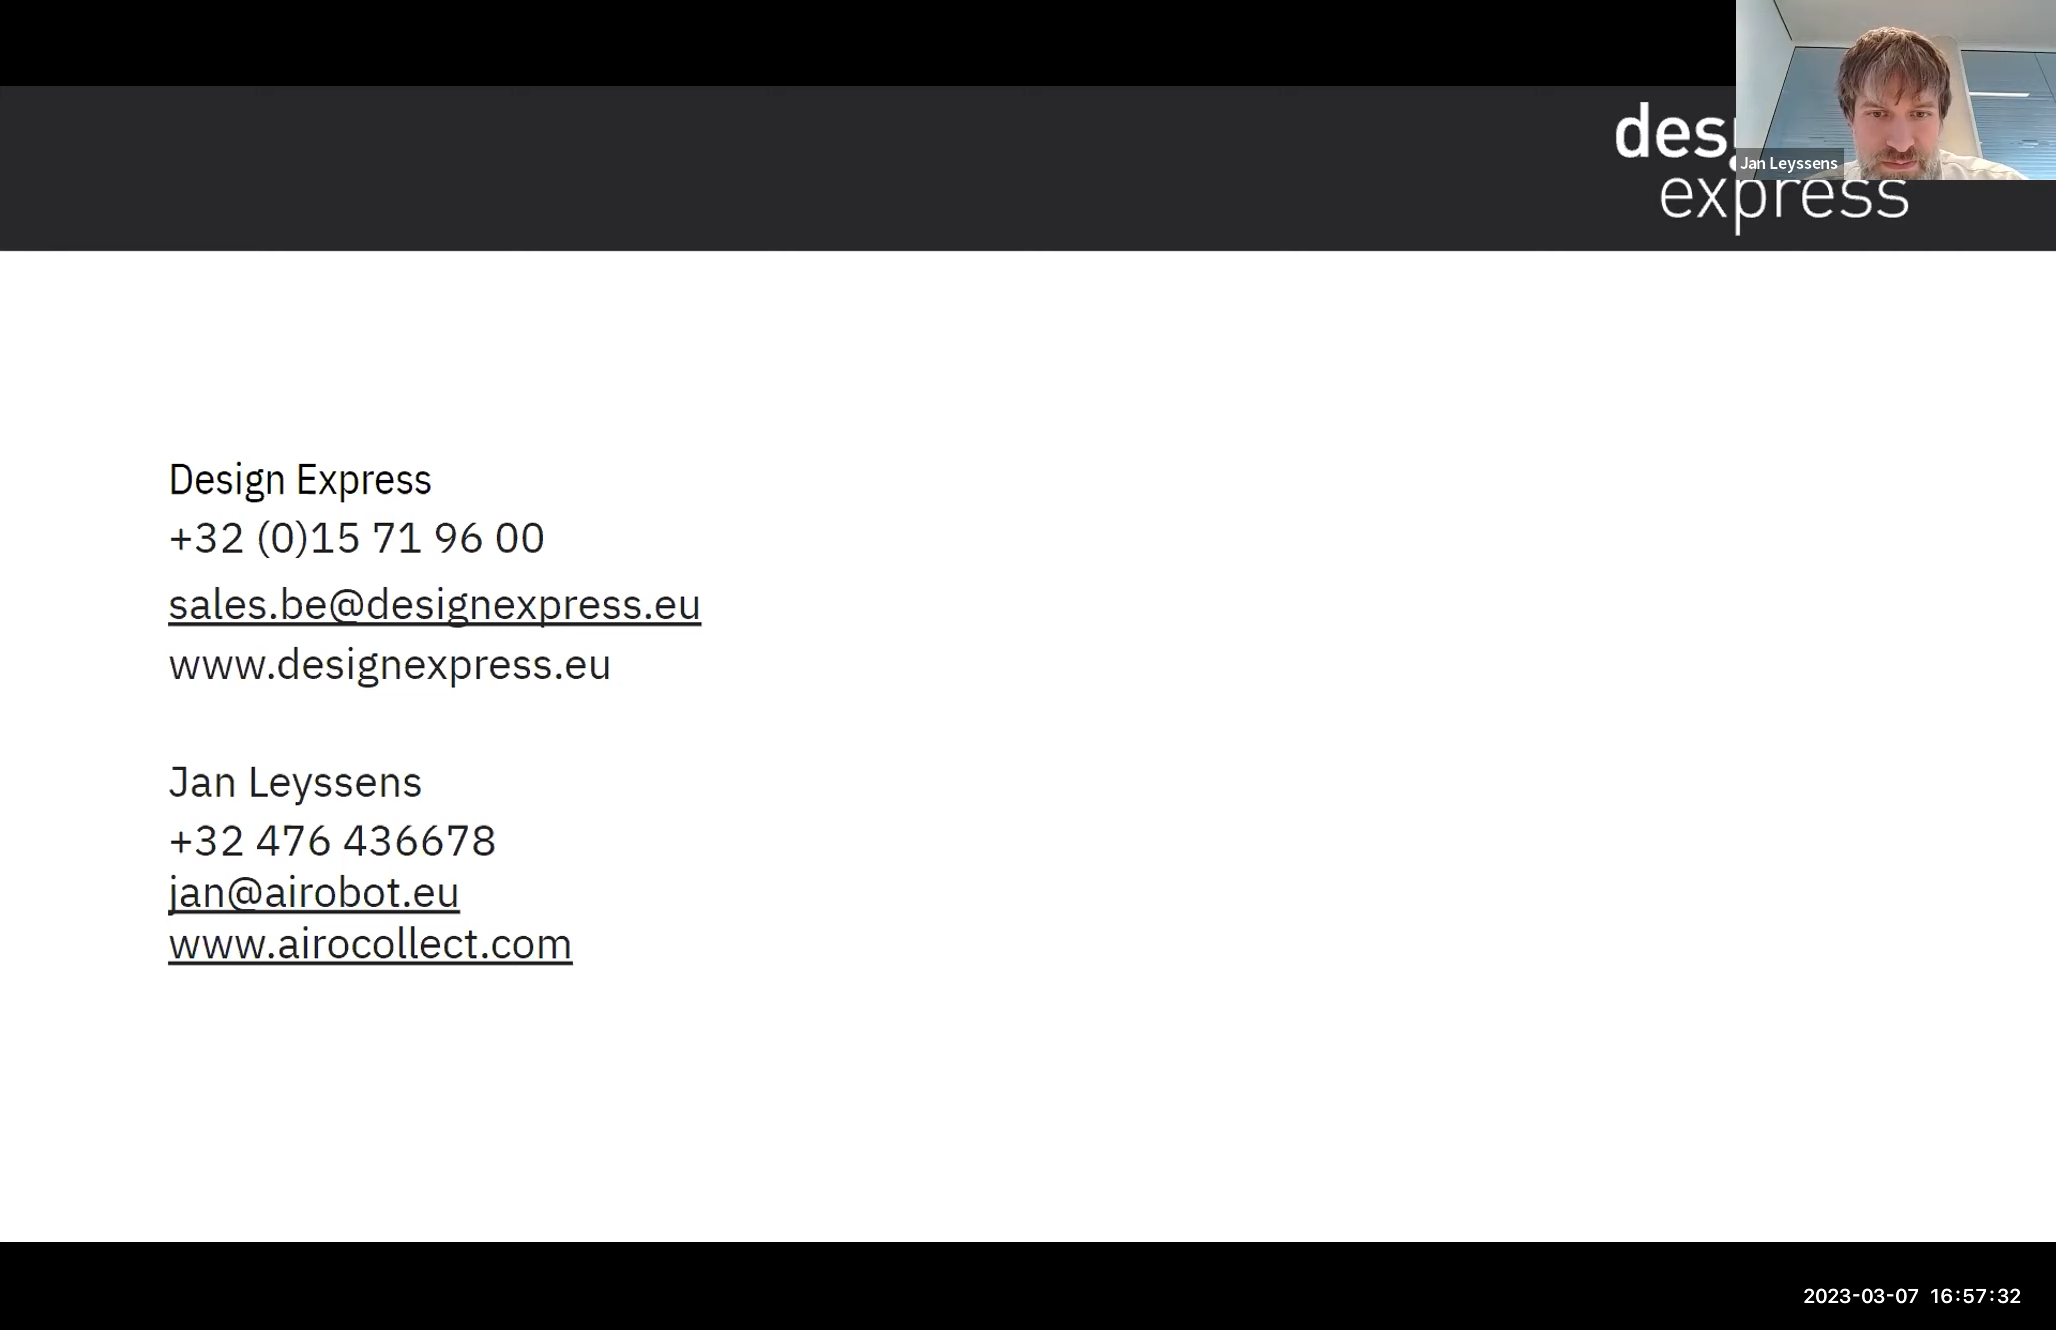 express
Jan Leyssens
Design Express
+32 (0)15 71 96 00
sales.be@designexpress.eu
www.designexpress.eu
Jan Leyssens
+32 476 436678
jan@airobot.eu
www.airocollect.com
2023-03-07 16:57:32